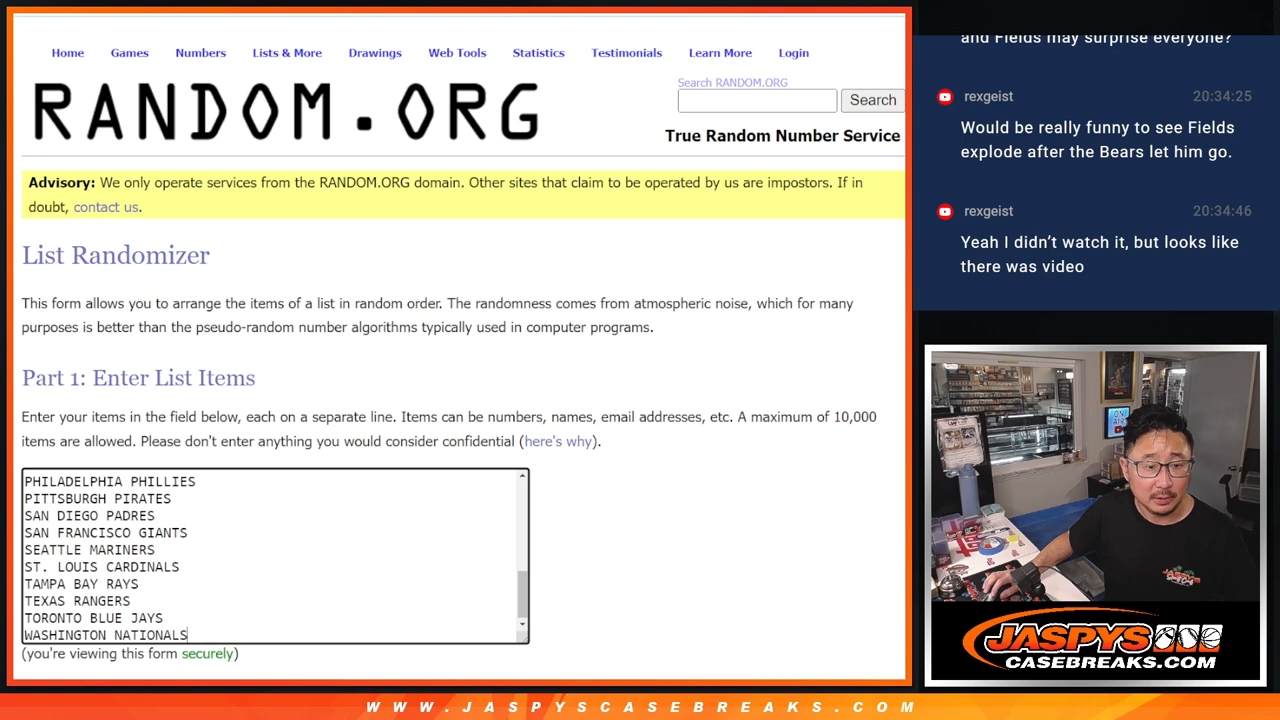 Home Games Numbers Lists & More Drawings Web Tools Statistics Testimonials Learn More Login
RANDOM.ORG
Search RANDOM.ORG
Search
True Random Number Service
Advisory: We only operate services from the RANDOM.ORG domain. Other sites that claim to be operated by us are impostors. If in
doubt, contact us.
List Randomizer
This form allows you to arrange the items of a list in random order. The randomness comes from atmospheric noise, which for many
purposes is better than the pseudo-random number algorithms typically used in computer programs.
Part 1: Enter List Items
Enter your items in the field below, each on a separate line. Items can be numbers, names, email addresses, etc. A maximum of 10,000
items are allowed. Please don't enter anything you would consider confidential (here's why).
PHILADELPHIA PHILLIES
PITTSBURGH PIRATES
SAN DIEGO PADRES
SAN FRANCISCO GIANTS
SEATTLE MARINERS
ST. LOUIS CARDINALS
TAMPA BAY RAYS
TEXAS RANGERS
TORONTO BLUE JAYS
WASHINGTON NATIONALS
(you're viewing this form securely)
and Fields may surprise everyone?
rexgeist 20:34:25
Would be really funny to see Fields
explode after the Bears let him go.
rexgeist 20:34:46
Yeah I didn't watch it, but looks like
there was video
JASPYS
CASEBREAKS.COM
WWW.JASPYSCASEBREAKS.COM